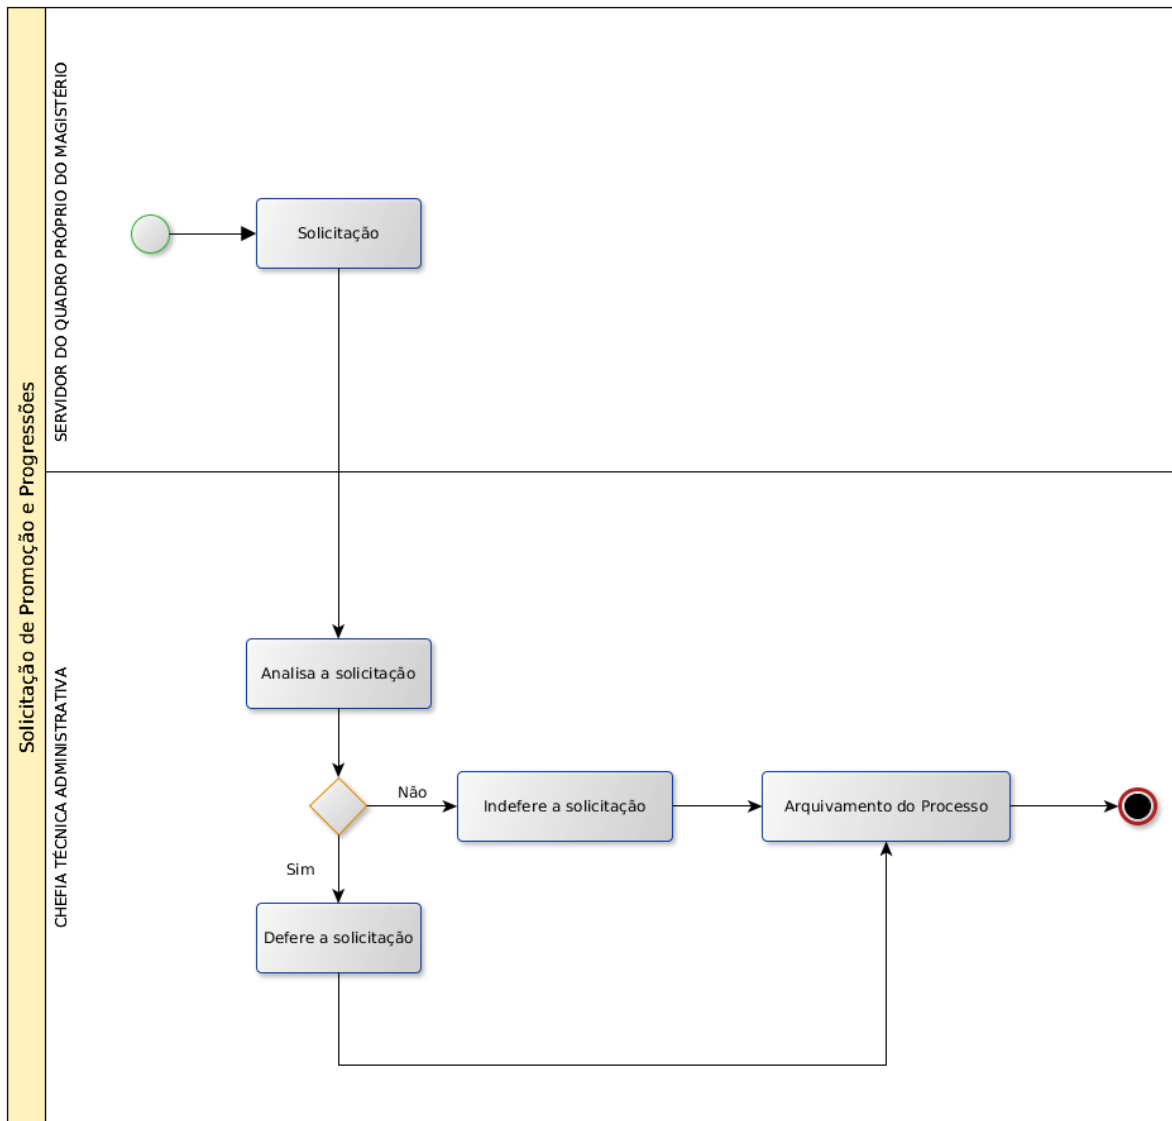 Solicitação de Promoção e Progressões
SERVIDOR DO QUADRO PRÓPRIO DO MAGISTÉRIO
Solicitação
CHEFIA TÉCNICA ADMINISTRATIVA
Analisa a solicitação
Não
Indefere a solicitação
Arquivamento do Processo
Sim
Defere a solicitação